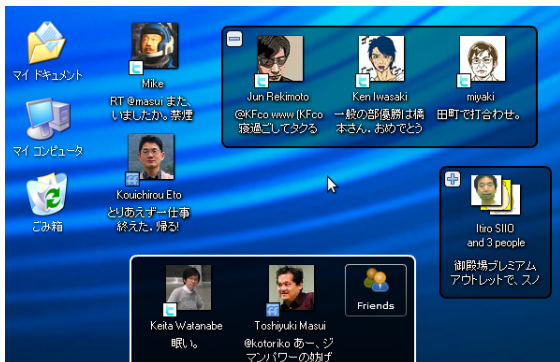 マイ ドキュメント
マイ コンピュータ
ごみ箱
Mike
RT @masui また、
いましたか。禁煙
Kouichirou Eto
とりあえずー仕事
終えた. 帰る!
Jun Rekimoto
@KFco www [KFco
寝過ごしてタクる
Ken Iwasaki
一般の部優勝は橋
本さん. おめでとう
miyaki
田町で打合わせ。
Itiro SIIO
and 3 people
御殿場プレミアム
アウトレットで、スノ
Keita Watanabe
眠い。
Toshiyuki Masui
@kotoriko あー、ジ
マンパワーの妨げ
Friends